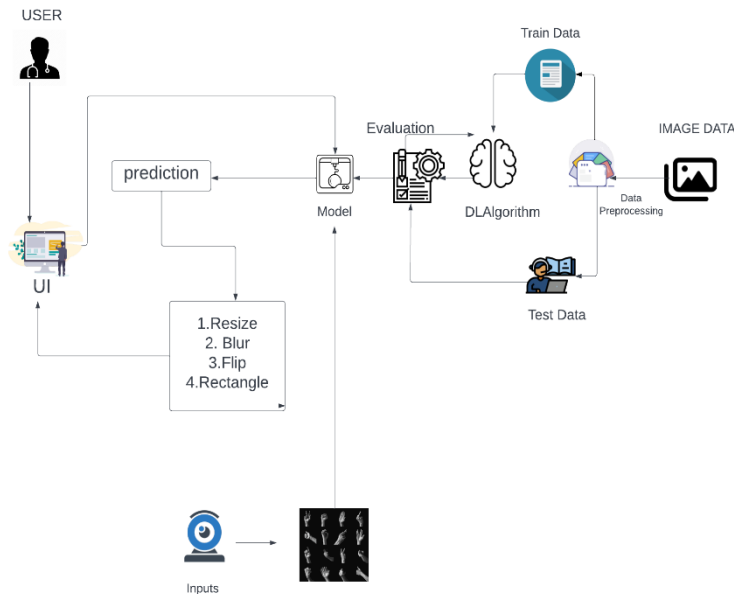 USER
Train Data
Evaluation
IMAGE DATA
prediction
Data
Preprocessing
Model
DLAlgorithm
UI
Test Data
1.Resize
2. Blur
3.Flip
4.Rectangle
Inputs